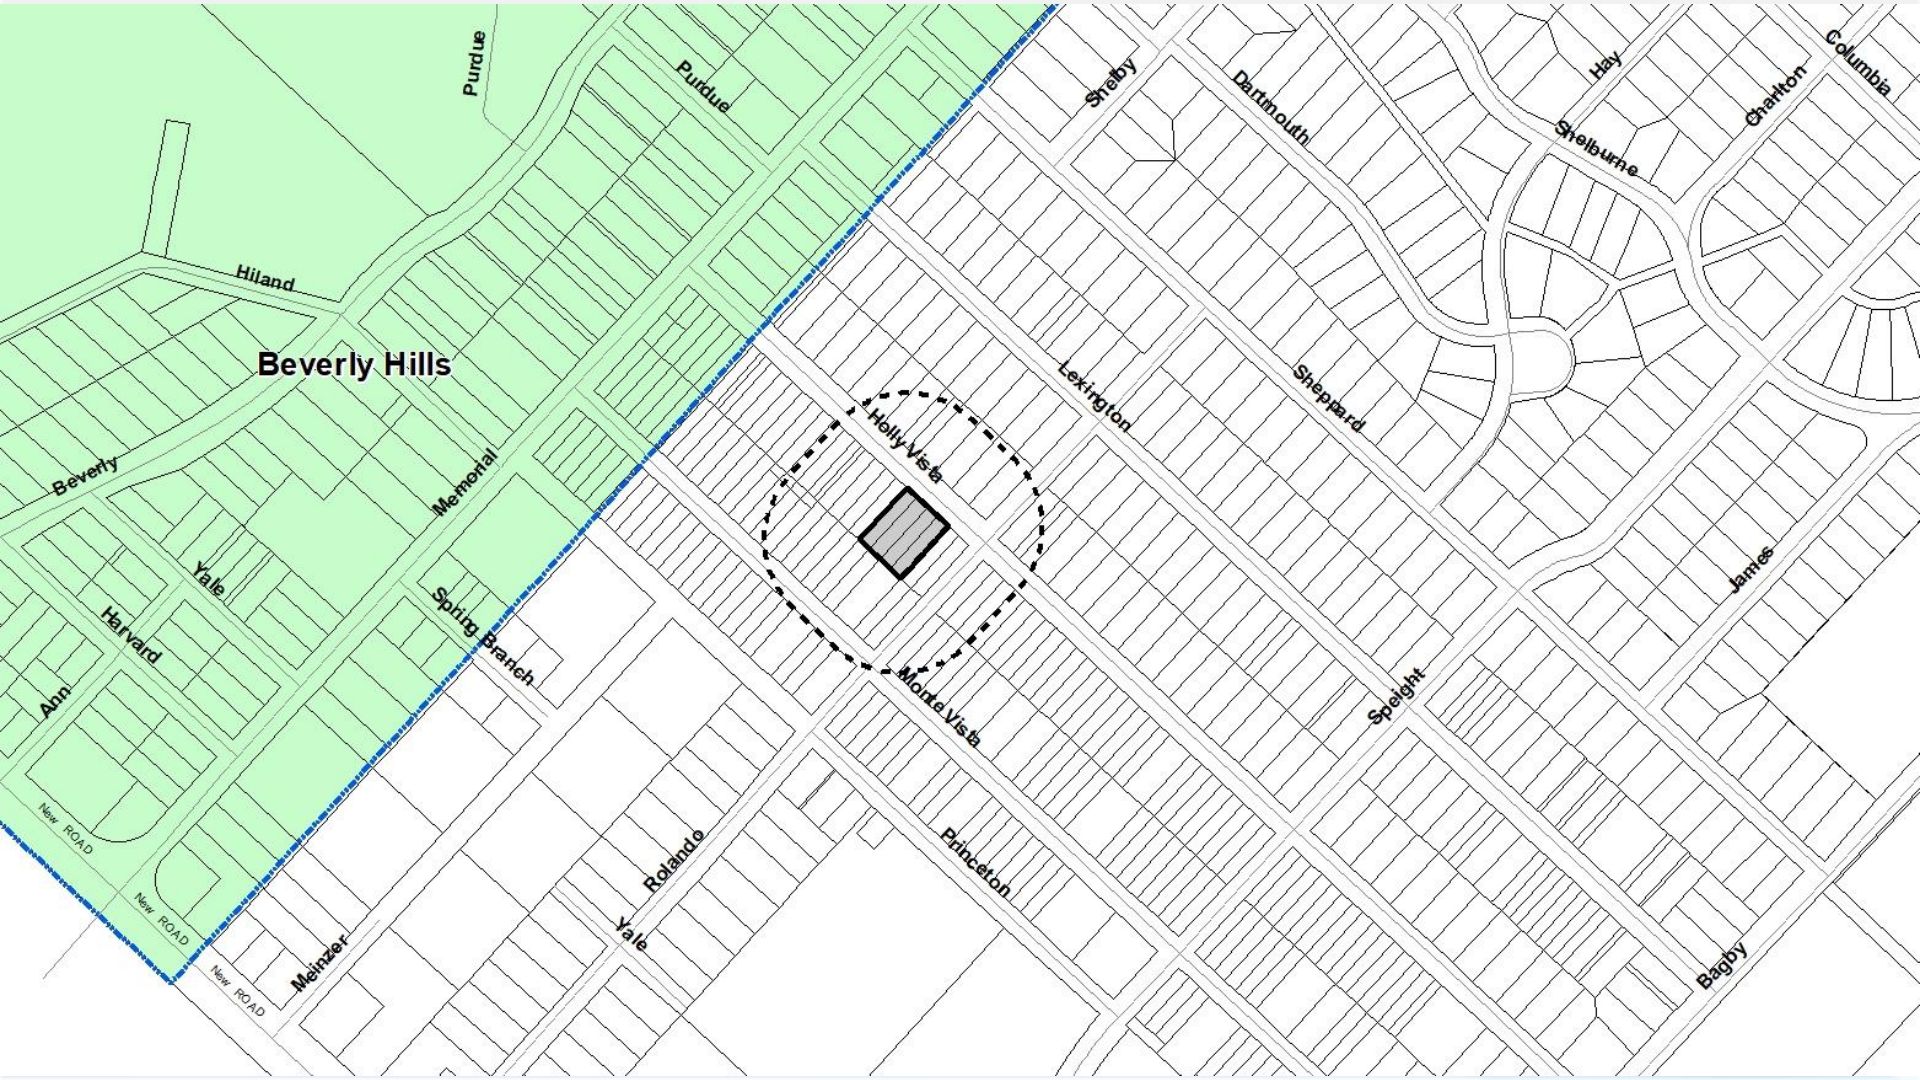 Purdue
Purdue
Shelby
Dartmouth
Hay
Charlton
Columbia
Shelburne
Hiland
Beverly Hills
Lexington
Sheppard
Holly Vista
Beverly
Memorial
Yale
Harvard
Spring Branch
Ann
James
Monte Vista
Speight
New ROAD
New ROAD
New ROAD
Rolando
Princeton
Yale
Meinzer
Bagby